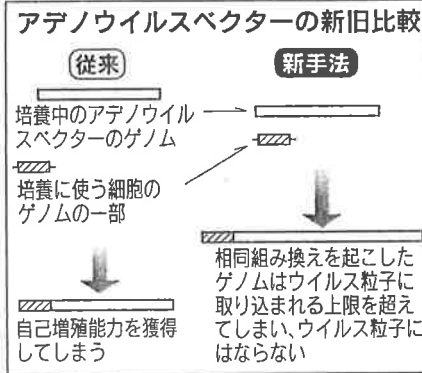 アデノウイルスベクターの新旧比較
従来
新手法
培養中のアデノウイル
スベクターのゲノム
培養に使う細胞の
ゲノムの一部
自己増殖能力を獲得
してしまう
相同組み換えを起こした
ゲノムはウイルス粒子に
取り込まれる上限を超え
てしまい、ウイルス粒子に
はならない